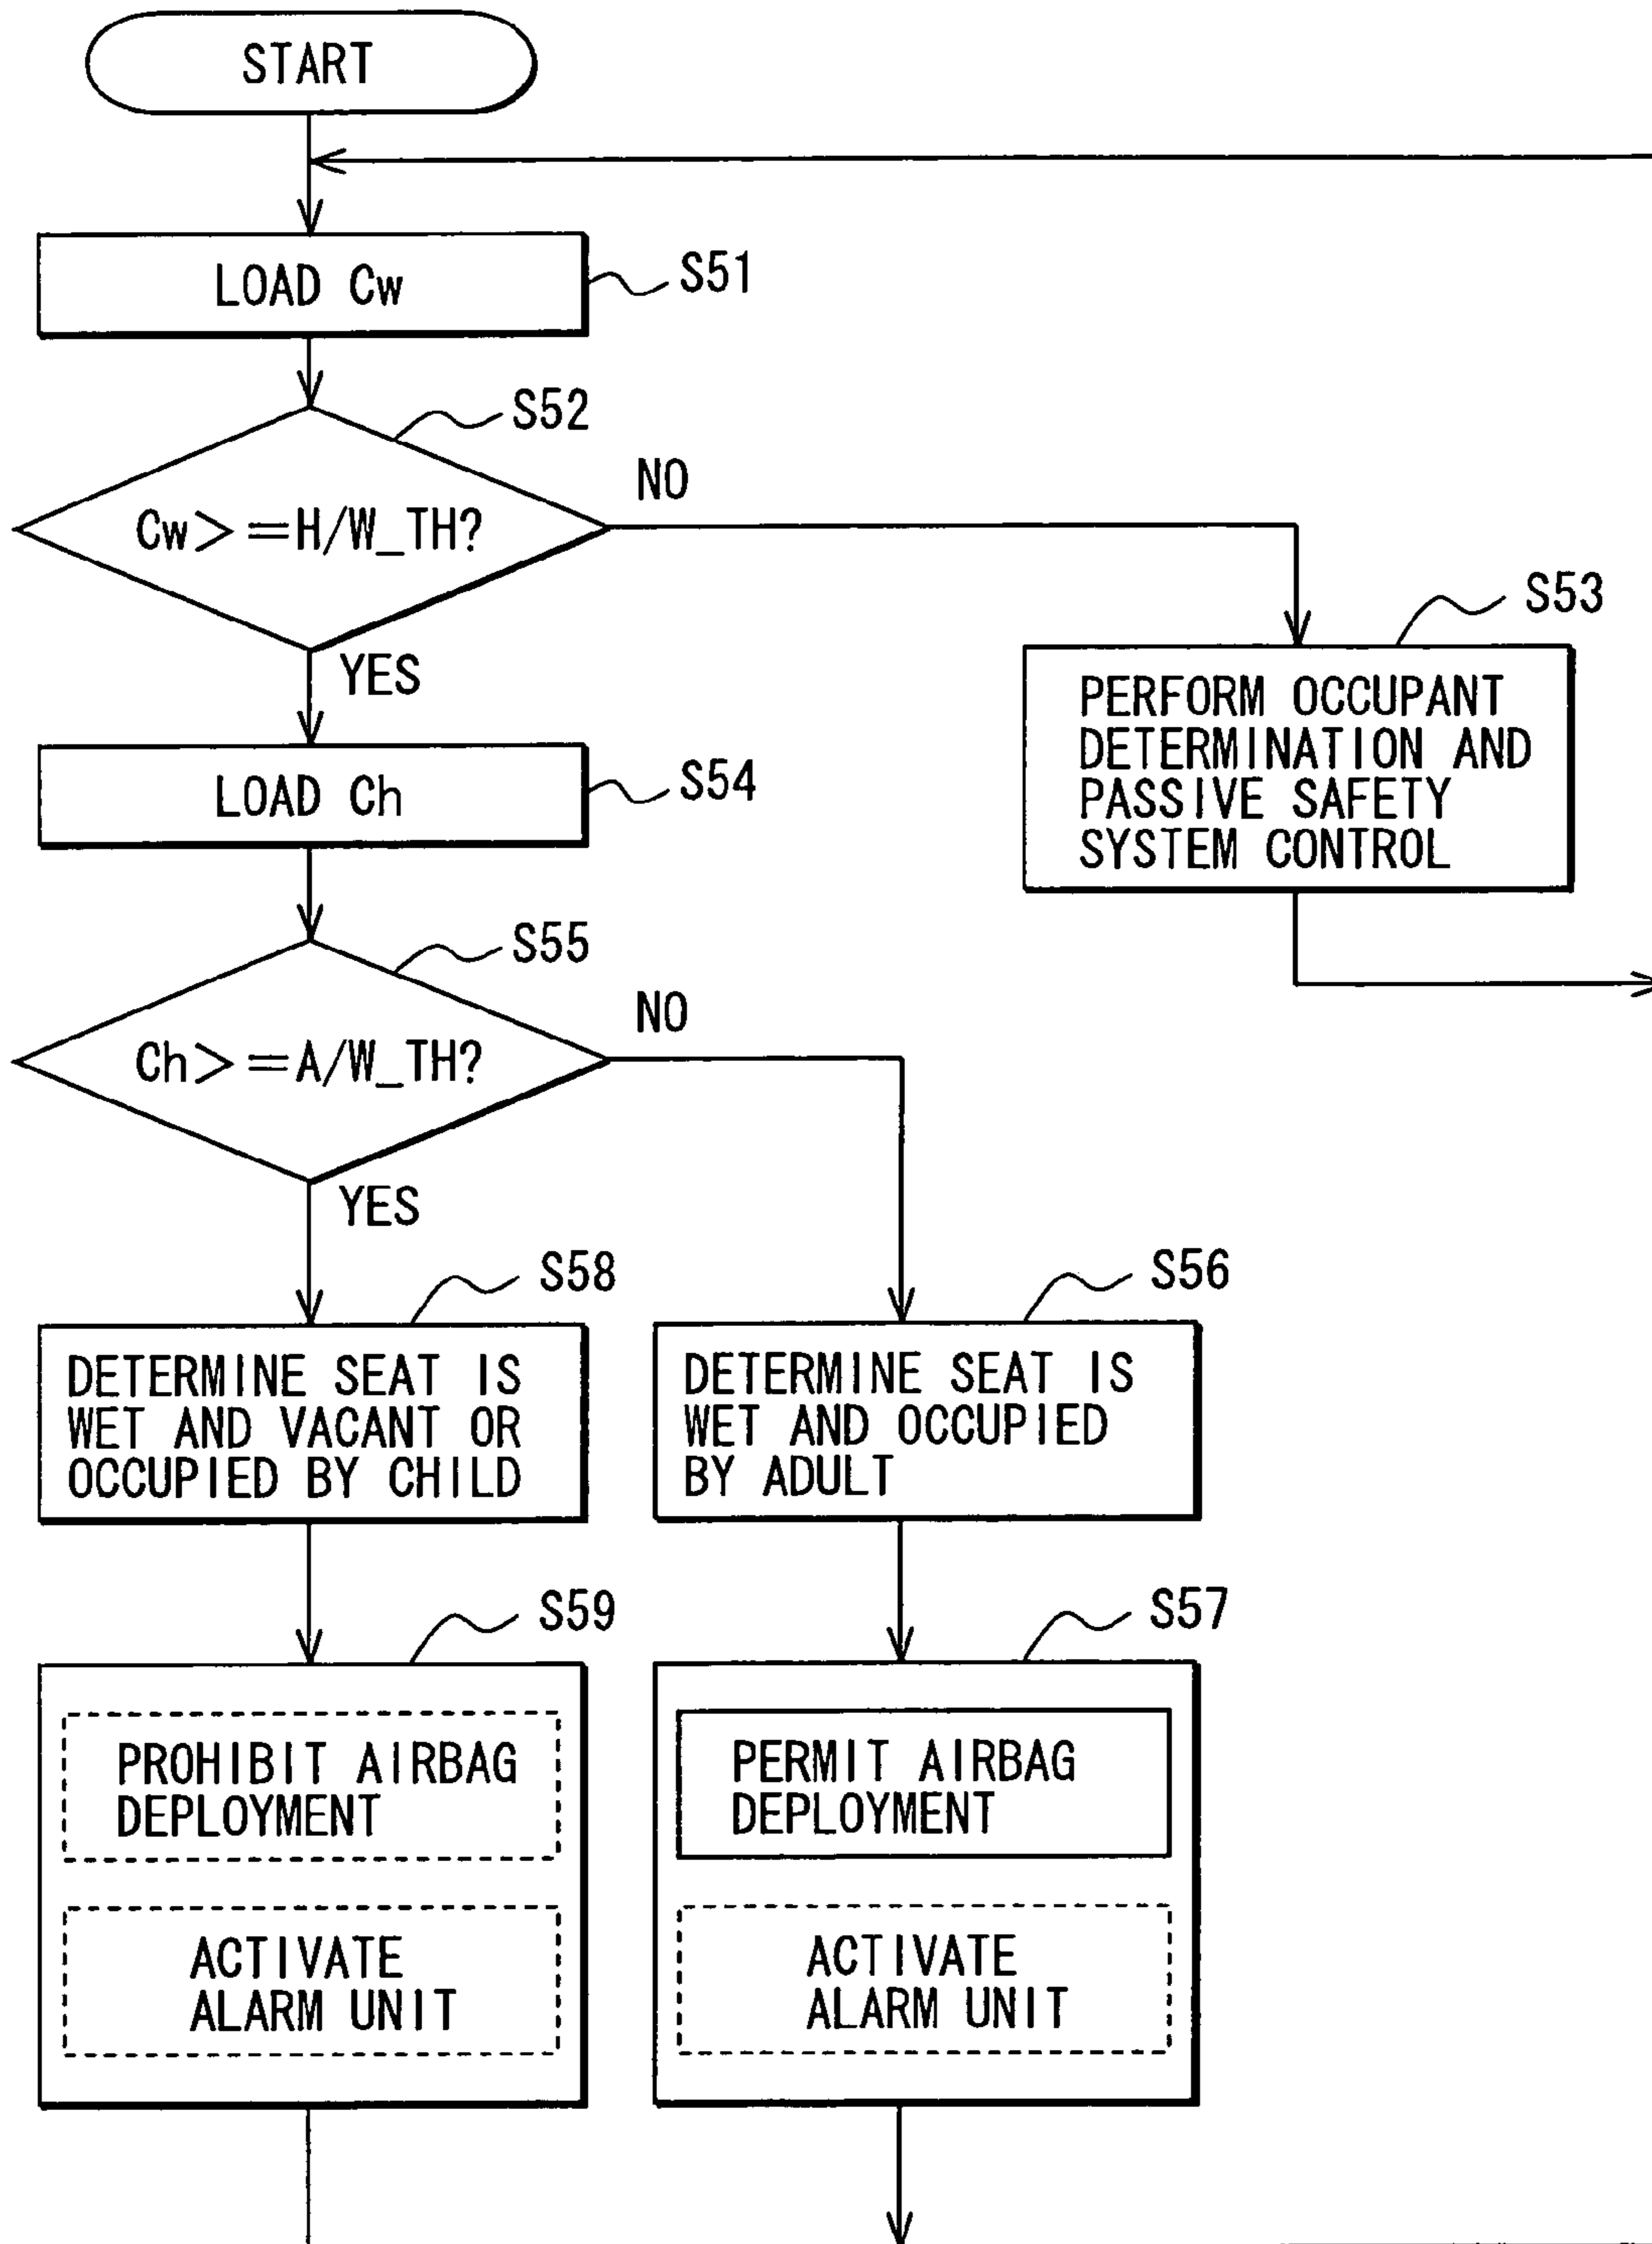 START
LOAD Cw
S51
S52
Cw>=H/W_TH?
NO
YES
S53
PERFORM OCCUPANT
DETERMINATION AND
PASSIVE SAFETY
SYSTEM CONTROL
LOAD Ch
S54
S55
Ch>=A/W_TH?
NO
YES
S58
DETERMINE SEAT IS
WET AND VACANT OR
OCCUPIED BY CHILD
S56
DETERMINE SEAT IS
WET AND OCCUPIED
BY ADULT
S59
PROHIBIT AIRBAG
DEPLOYMENT
ACTIVATE
ALARM UNIT
S57
PERMIT AIRBAG
DEPLOYMENT
ACTIVATE
ALARM UNIT